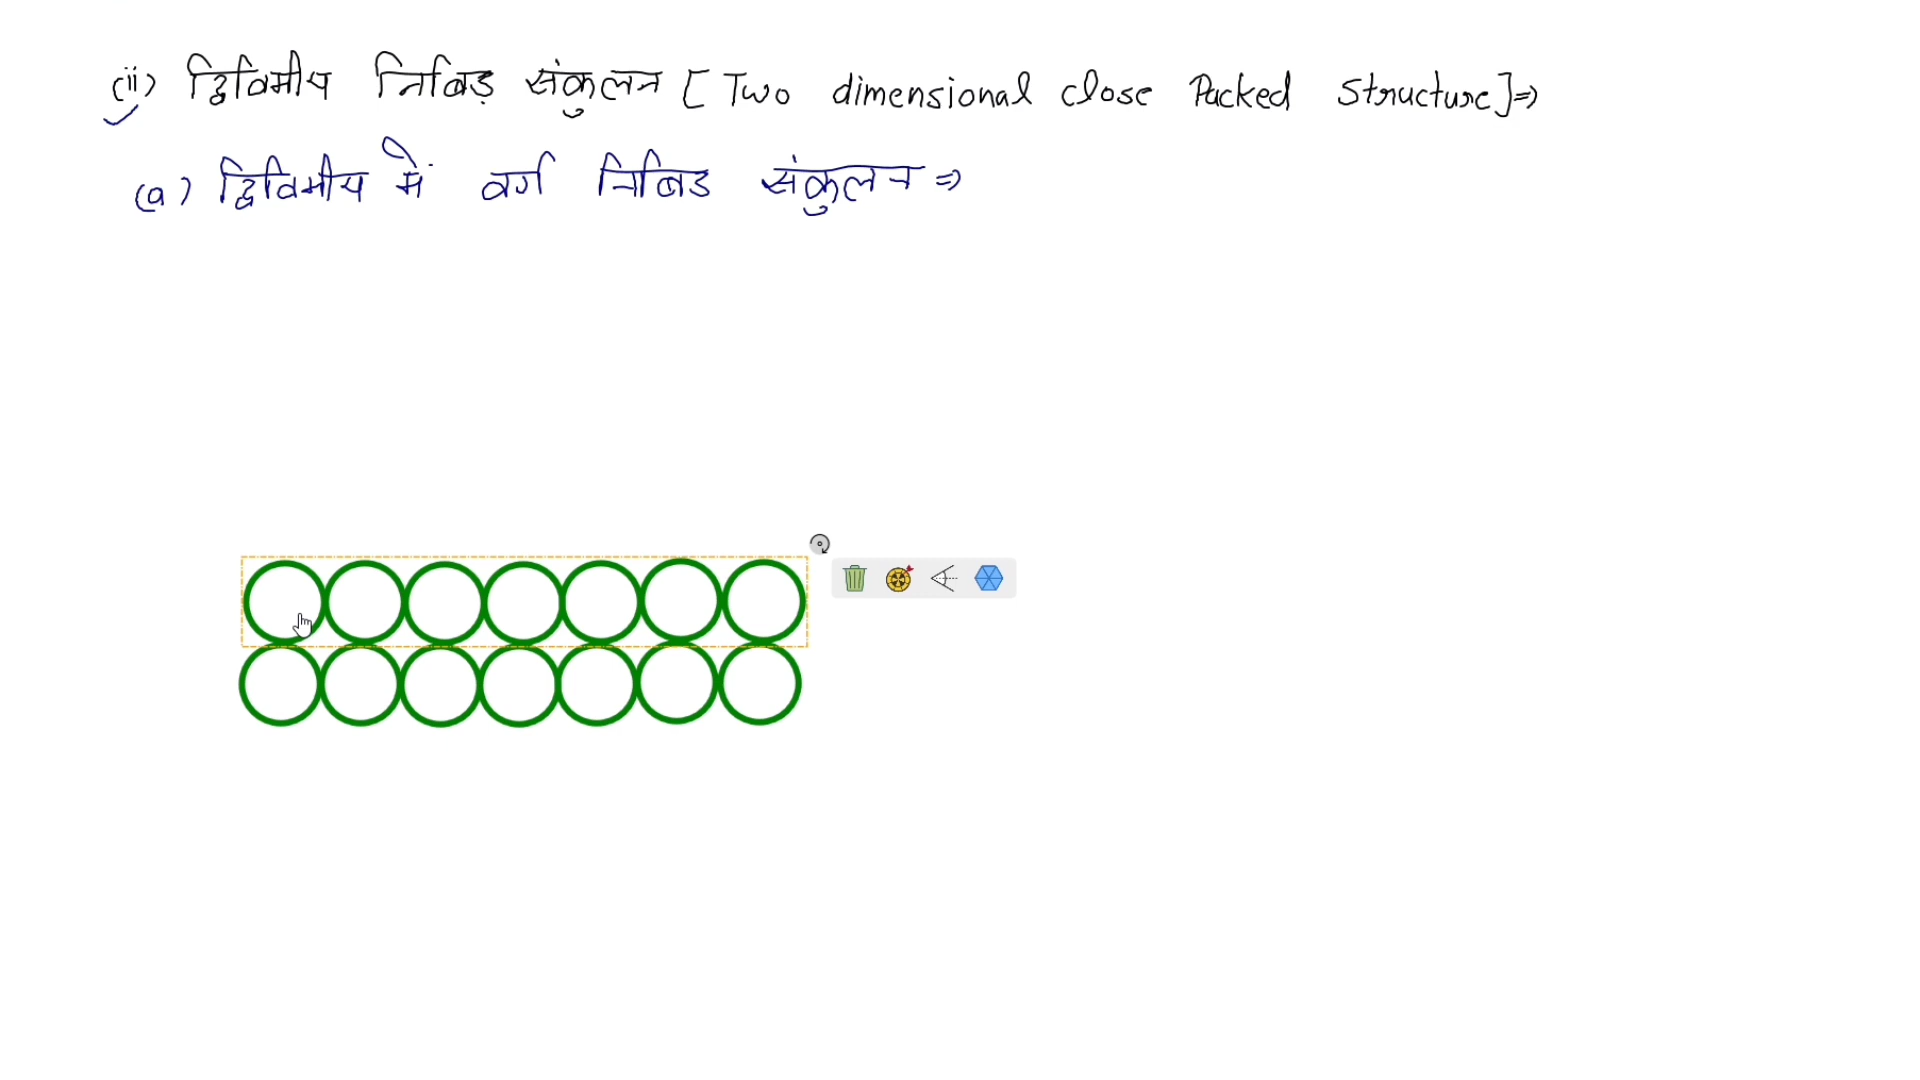 (ii) द्विविमीय निबिड़ संकुलन [Two dimensional close Packed Structure]⇒
(a) द्विविमीय में वर्ग निबिड संकुलन ⇒